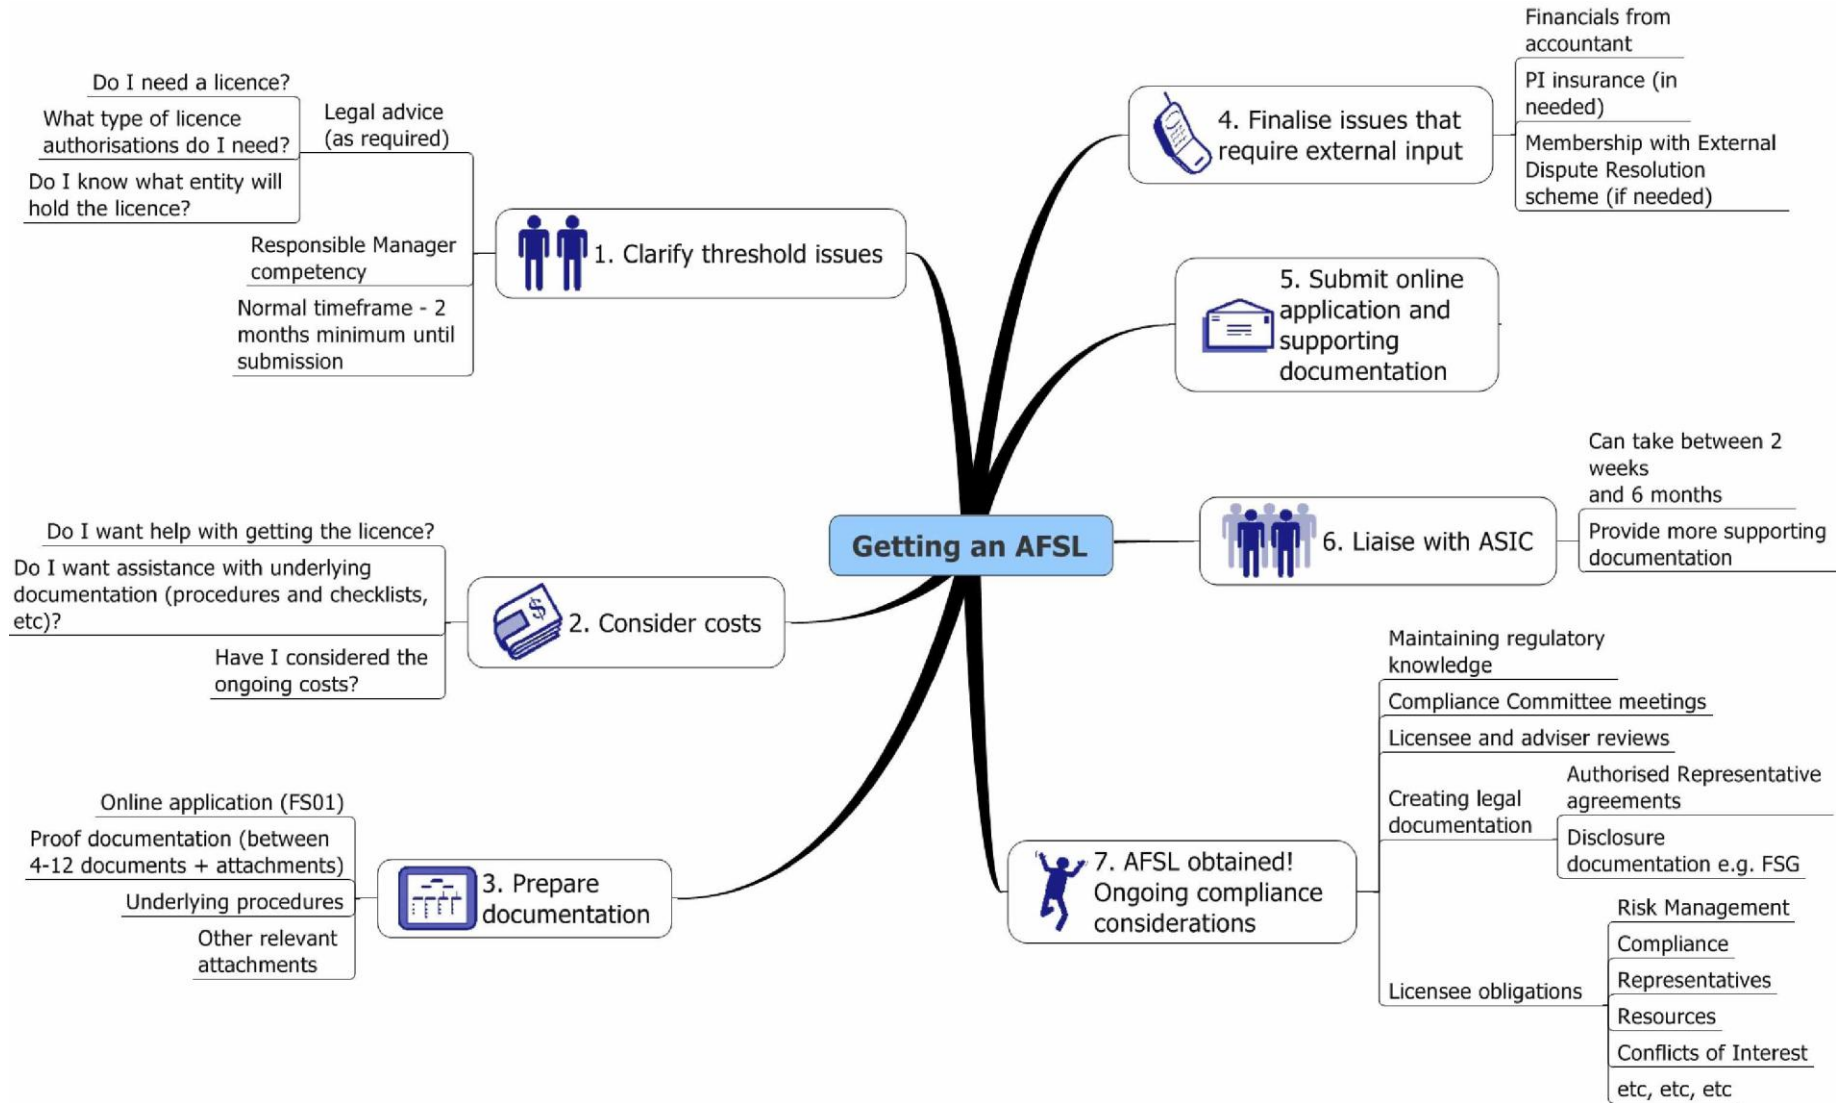 Getting an AFSL
1. Clarify threshold issues
Legal advice
(as required)
Do I need a licence?
What type of licence
authorisations do I need?
Do I know what entity will
hold the licence?
Responsible Manager
competency
Normal timeframe - 2
months minimum until
submission
2. Consider costs
Do I want help with getting the licence?
Do I want assistance with underlying
documentation (procedures and checklists,
etc)?
Have I considered the
ongoing costs?
3. Prepare
documentation
Online application (FS01)
Proof documentation (between
4-12 documents + attachments)
Underlying procedures
Other relevant
attachments
4. Finalise issues that
require external input
Financials from
accountant
PI insurance (in
needed)
Membership with External
Dispute Resolution
scheme (if needed)
5. Submit online
application and
supporting
documentation
6. Liaise with ASIC
Can take between 2
weeks
and 6 months
Provide more supporting
documentation
7. AFSL obtained!
Ongoing compliance
considerations
Maintaining regulatory
knowledge
Compliance Committee meetings
Licensee and adviser reviews
Creating legal
documentation
Authorised Representative
agreements
Disclosure
documentation e.g. FSG
Licensee obligations
Risk Management
Compliance
Representatives
Resources
Conflicts of Interest
etc, etc, etc